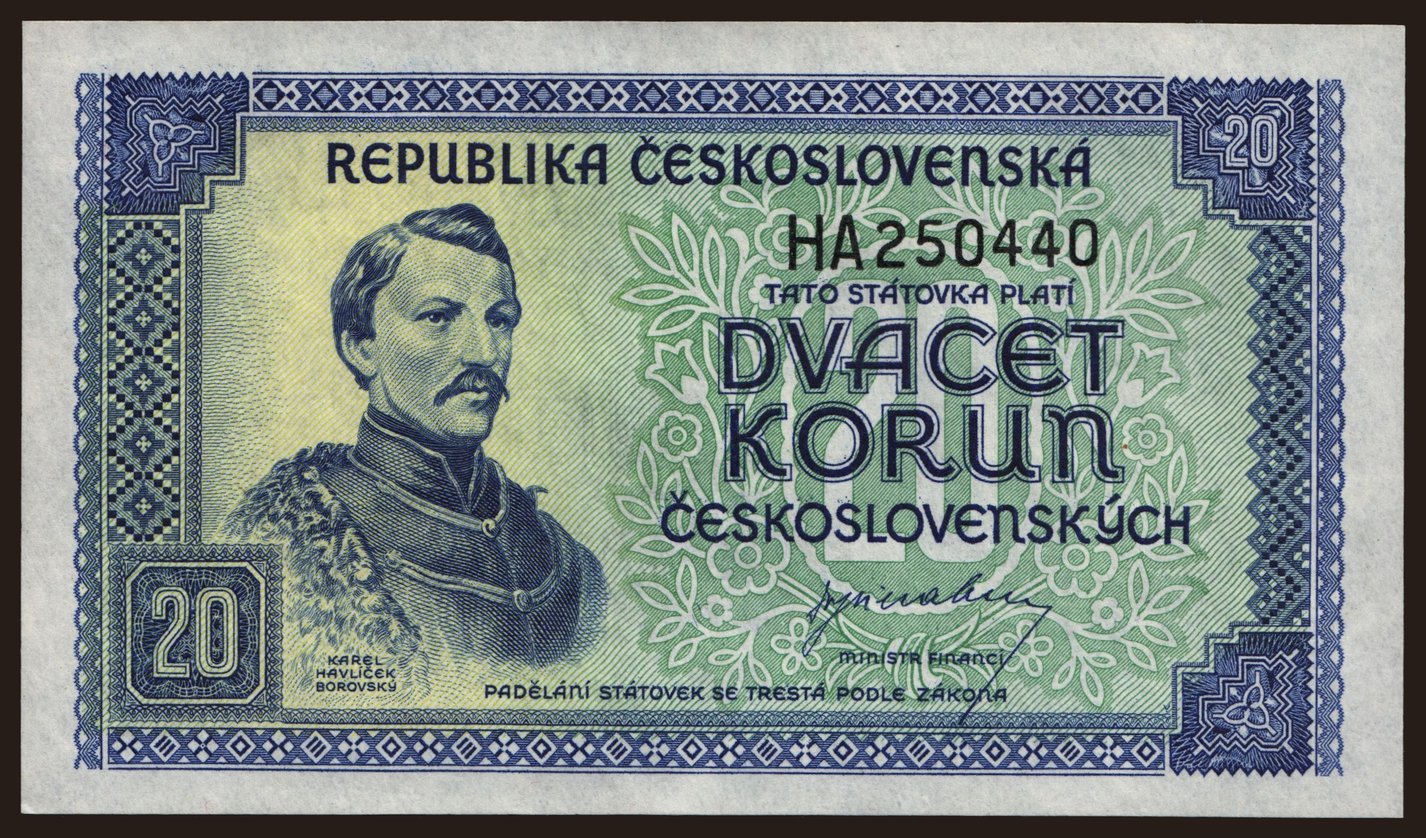 20
REPUBLIKA ČESKOSLOVENSKÁ
HA250440
TATO STÁTOVKA PLATÍ
DVACET
KORUN
ČESKOSLOVENSKÝCH
20
MINISTR FINANCÍ
20
KAREL
HAVLÍČEK
BOROVSKÝ
PADĚLÁNÍ STÁTOVEK SE TRESTÁ PODLE ZÁKONA